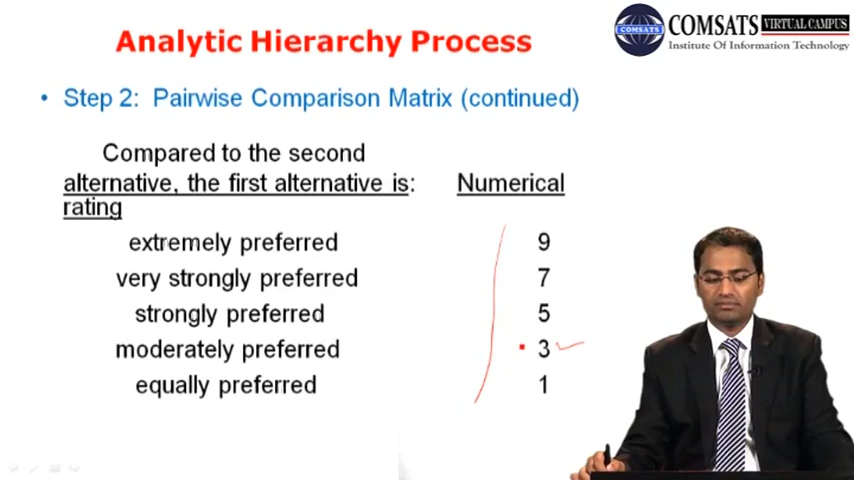 Analytic Hierarchy Process
COMSATS VIRTUAL CAMPUS
Institute Of Information Technology
COMSATS
• Step 2: Pairwise Comparison Matrix (continued)
Compared to the second
alternative, the first alternative is: Numerical
rating
extremely preferred 9
very strongly preferred 7
strongly preferred 5
moderately preferred 3
equally preferred 1